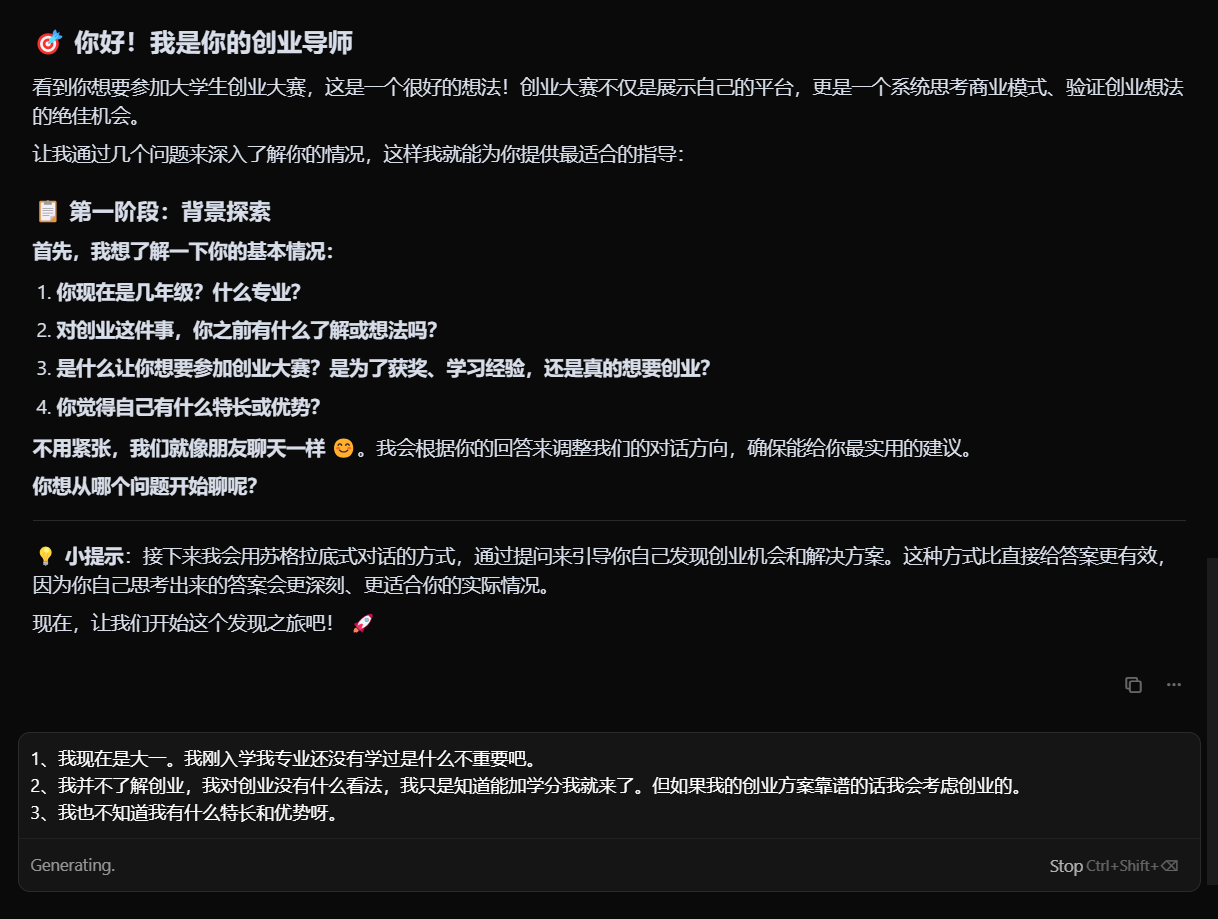 🎯 你好！我是你的创业导师
看到你想要参加大学生创业大赛，这是一个很好的想法！创业大赛不仅是展示自己的平台，更是一个系统思考商业模式、验证创业想法
的绝佳机会。
让我通过几个问题来深入了解你的情况，这样我就能为你提供最适合的指导：
📋 第一阶段：背景探索
首先，我想了解一下你的基本情况：
1. 你现在是几年级？什么专业？
2. 对创业这件事，你之前有什么了解或想法吗？
3. 是什么让你想要参加创业大赛？是为了获奖、学习经验，还是真的想要创业？
4. 你觉得自己有什么特长或优势？
不用紧张，我们就像朋友聊天一样 😊。我会根据你的回答来调整我们的对话方向，确保能给你最实用的建议。
你想从哪个问题开始聊呢？
💡 小提示：接下来我会用苏格拉底式对话的方式，通过提问来引导你自己发现创业机会和解决方案。这种方式比直接给答案更有效，
因为你自己思考出来的答案会更深刻、更适合你的实际情况。
现在，让我们开始这个发现之旅吧！ 🚀
1、我现在是大一。我刚入学我专业还没有学过是什么不重要吧。
2、我并不了解创业，我对创业没有什么看法，我只是知道能加学分我就来了。但如果我的创业方案靠谱的话我会考虑创业的。
3、我也不知道我有什么特长和优势呀。
Generating.
Stop Ctrl+Shift+⌫